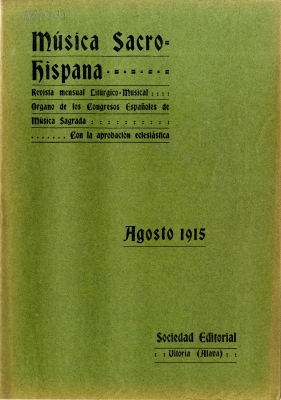 Música Sacro-
Hispana
Revista mensual Litúrgico-Musical : : : :
Organo de los Congresos Españoles de
Música Sagrada : : : : : : : : : : :
. . . . . . . Con la aprobación eclesiástica
Agosto 1915
Sociedad Editorial
: : Vitoria (Alava) : :